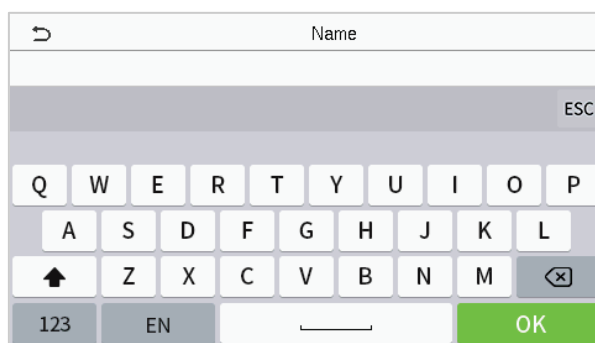 Name
ESC
Q W E R T Y U I O P
A S D F G H J K L
Z X C V B N M
123 EN OK